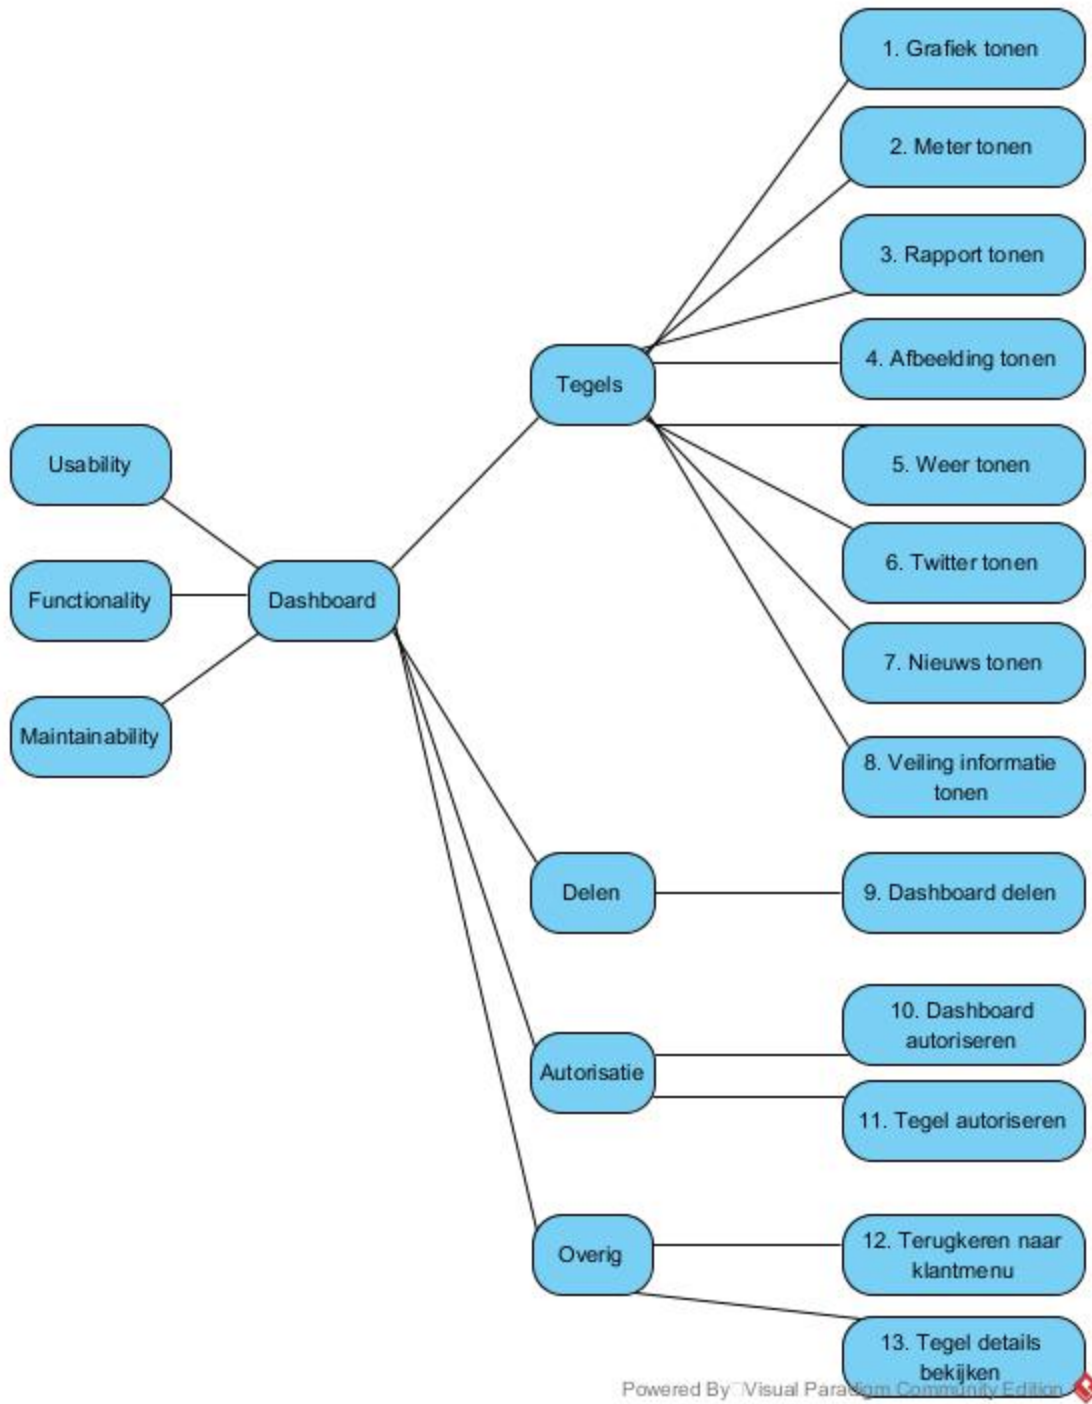 1. Grafiek tonen
2. Meter tonen
3. Rapport tonen
Tegels
4. Afbeelding tonen
Usability
5. Weer tonen
6. Twitter tonen
Functionality
Dashboard
7. Nieuws tonen
Maintainability
8. Veiling informatie
tonen
Delen
9. Dashboard delen
10. Dashboard
autoriseren
Autorisatie
11. Tegel autoriseren
Overig
12. Terugkeren naar
klantmenu
13. Tegel details
bekijken
Powered By Visual Paradigm Community Edition